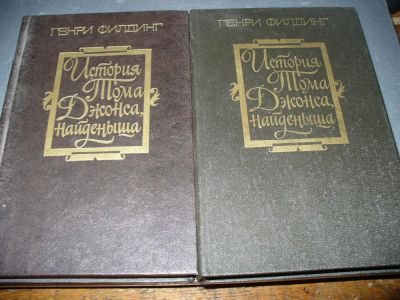 ГЕНРИ ФИЛДИНГ
История
Тома
Джонса,
найденыша
ГЕНРИ ФИЛДИНГ
История
Тома
Джонса,
найденыша